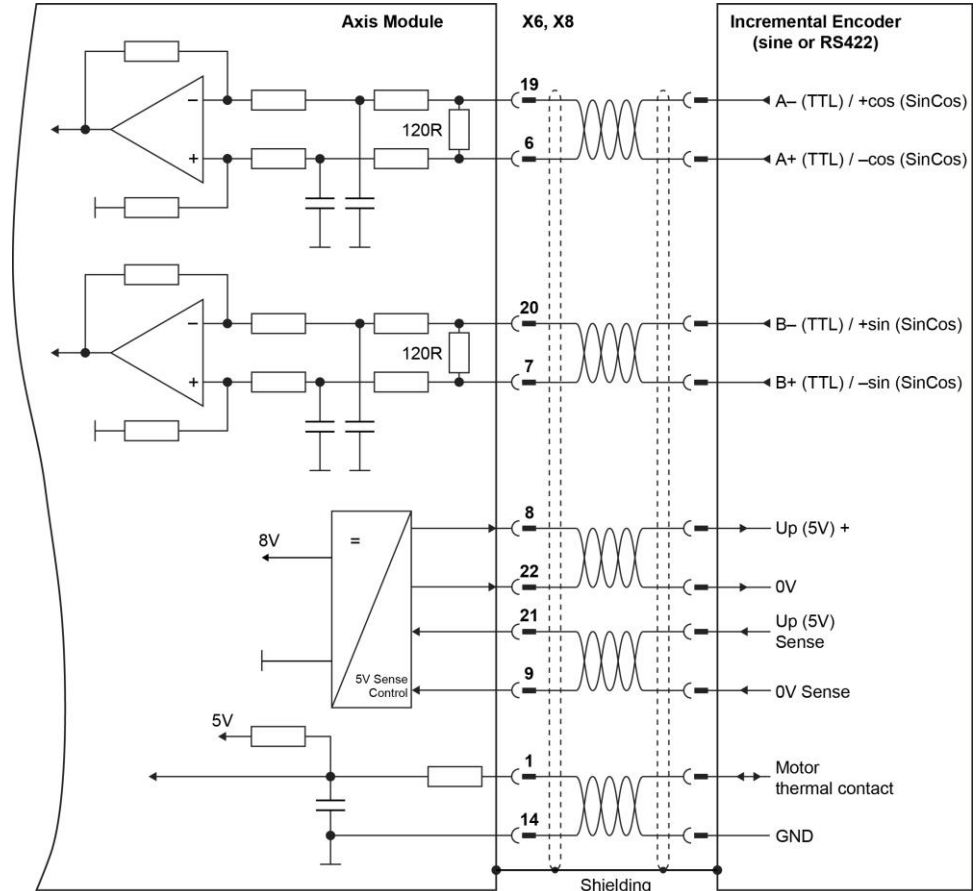 Axis Module
X6, X8
Incremental Encoder
(sine or RS422)
19
A– (TTL) / +cos (SinCos)
–
120R
6
A+ (TTL) / –cos (SinCos)
+
20
B– (TTL) / +sin (SinCos)
–
120R
7
B+ (TTL) / –sin (SinCos)
+
8
Up (5V) +
8V
=
22
0V
21
Up (5V)
Sense
5V Sense
Control
9
0V Sense
5V
1
Motor
thermal contact
14
GND
Shielding